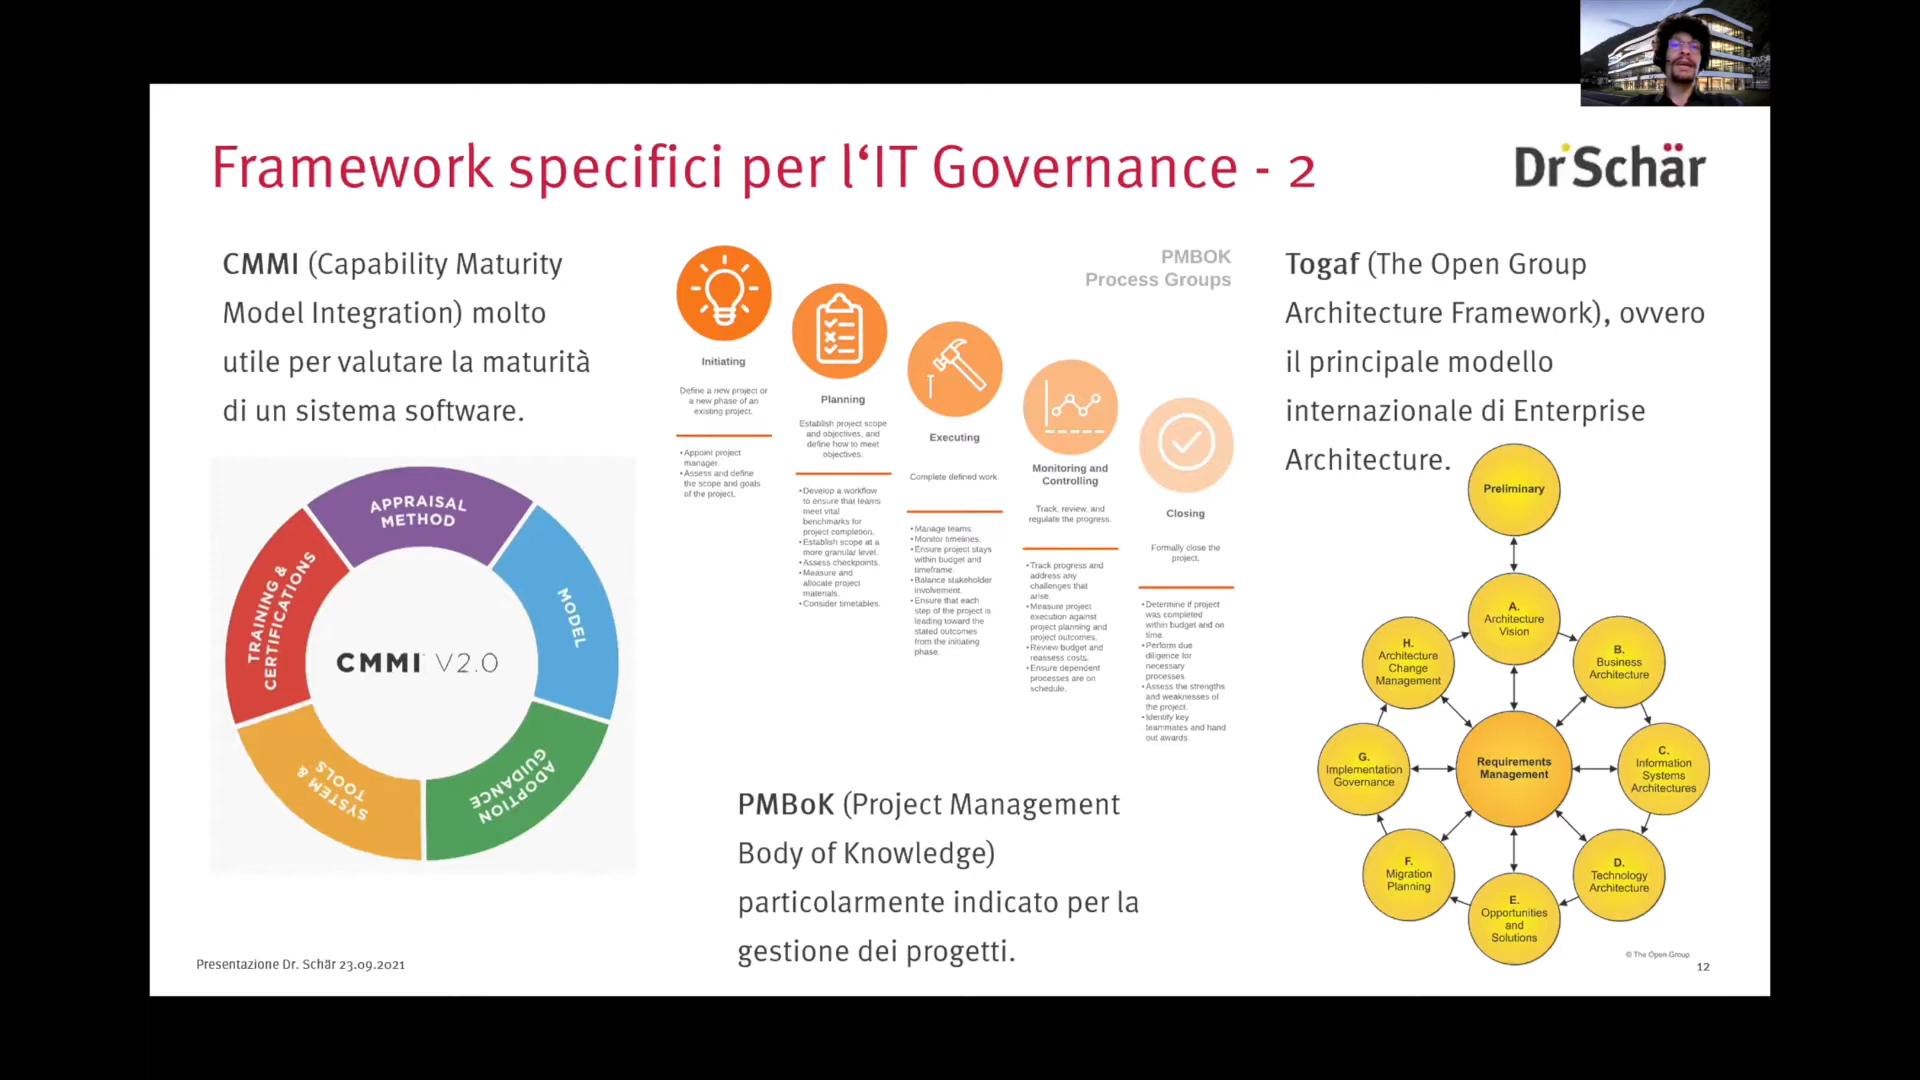 Framework specifici per l‘IT Governance - 2
Dr Schär
CMMI (Capability Maturity
Model Integration) molto
utile per valutare la maturità
di un sistema software.
APPRAISAL
METHOD
MODEL
ADOPTION
GUIDANCE
SYSTEM &
TOOLS
TRAINING &
CERTIFICATIONS
CMMI V2.0
PMBOK
Process Groups
Initiating
Define a new project or
a new phase of an
existing project.
• Appoint project
manager.
• Assess and define
the scope and goals
of the project.
Planning
Establish project scope
and objectives, and
define how to meet
objectives.
• Develop a workflow
to ensure that teams
meet vital
benchmarks for
project completion.
• Establish scope at a
more granular level.
• Assess checkpoints.
• Measure and
allocate project
materials.
• Consider timetables.
Executing
Complete defined work.
• Manage teams.
• Monitor timelines.
• Ensure project stays
within budget and
timeframe.
• Balance stakeholder
involvement.
• Ensure that each
step of the project is
leading toward the
stated outcomes
from the initiating
phase.
Monitoring and
Controlling
Track, review, and
regulate the progress.
• Track progress and
address any
challenges that
arise.
• Measure project
execution against
project planning and
project outcomes.
• Review budget and
reassess costs.
• Ensure dependent
processes are on
schedule.
Closing
Formally close the
project.
• Determine if project
was completed
within budget and on
time.
• Perform due
diligence for
necessary
processes.
• Assess the strengths
and weaknesses of
the project.
• Identify key
teammates and hand
out awards.
PMBoK (Project Management
Body of Knowledge)
particolarmente indicato per la
gestione dei progetti.
Togaf (The Open Group
Architecture Framework), ovvero
il principale modello
internazionale di Enterprise
Architecture.
Preliminary
A.
Architecture
Vision
B.
Business
Architecture
C.
Information
Systems
Architectures
D.
Technology
Architecture
E.
Opportunities
and
Solutions
F.
Migration
Planning
G.
Implementation
Governance
H.
Architecture
Change
Management
Requirements
Management
© The Open Group
Presentazione Dr. Schär 23.09.2021
12